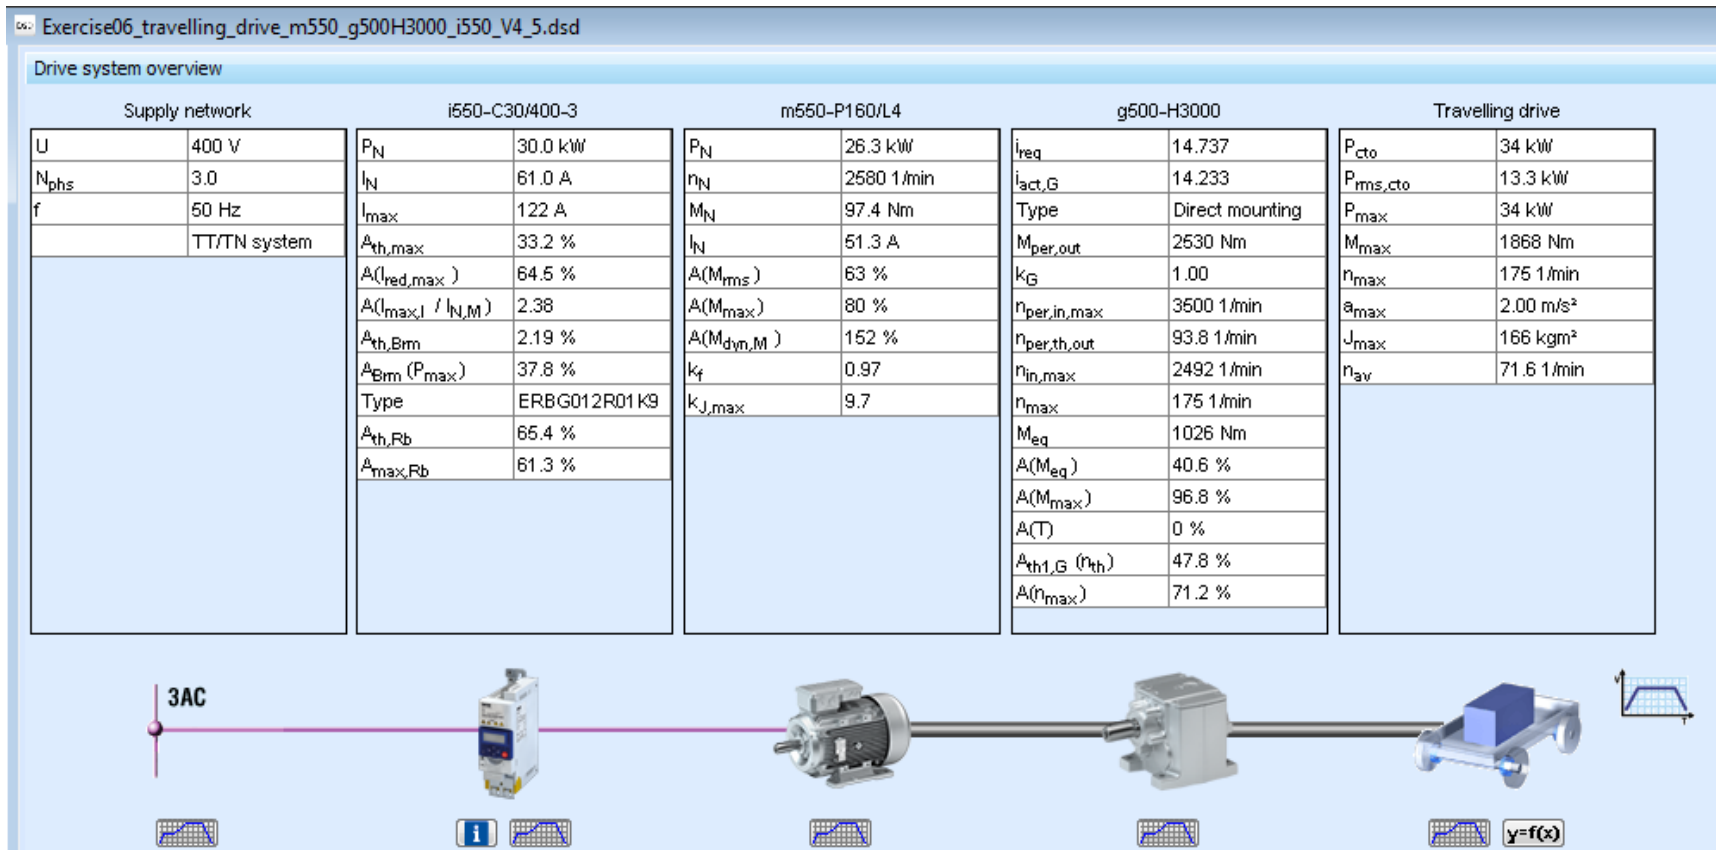 Exercise06_travelling_drive_m550_g500H3000_i550_V4_5.dsd
Drive system overview
Supply network
U 400 V
Nphs 3.0
f 50 Hz
TT/TN system
i550-C30/400-3
PN 30.0 kW
IN 61.0 A
Imax 122 A
Ath,max 33.2 %
A(Ired,max ) 64.5 %
A(Imax,I / IN,M) 2.38
Ath,Brm 2.19 %
ABrm (Pmax) 37.8 %
Type ERBG012R01K9
Ath,Rb 65.4 %
Amax,Rb 61.3 %
m550-P160/L4
PN 26.3 kW
nN 2580 1/min
MN 97.4 Nm
IN 51.3 A
A(Mrms) 63 %
A(Mmax) 80 %
A(Mdyn,M ) 152 %
kf 0.97
kJ,max 9.7
g500-H3000
ireq 14.737
iact,G 14.233
Type Direct mounting
Mper,out 2530 Nm
kG 1.00
nper,in,max 3500 1/min
nper,th,out 93.8 1/min
nin,max 2492 1/min
nmax 175 1/min
Meq 1026 Nm
A(Meq) 40.6 %
A(Mmax) 96.8 %
A(T) 0 %
Ath1,G (nth) 47.8 %
A(nmax) 71.2 %
Travelling drive
Pcto 34 kW
Prms,cto 13.3 kW
Pmax 34 kW
Mmax 1868 Nm
nmax 175 1/min
amax 2.00 m/s²
Jmax 166 kgm²
nav 71.6 1/min
3AC
V
T
i
y=f(x)